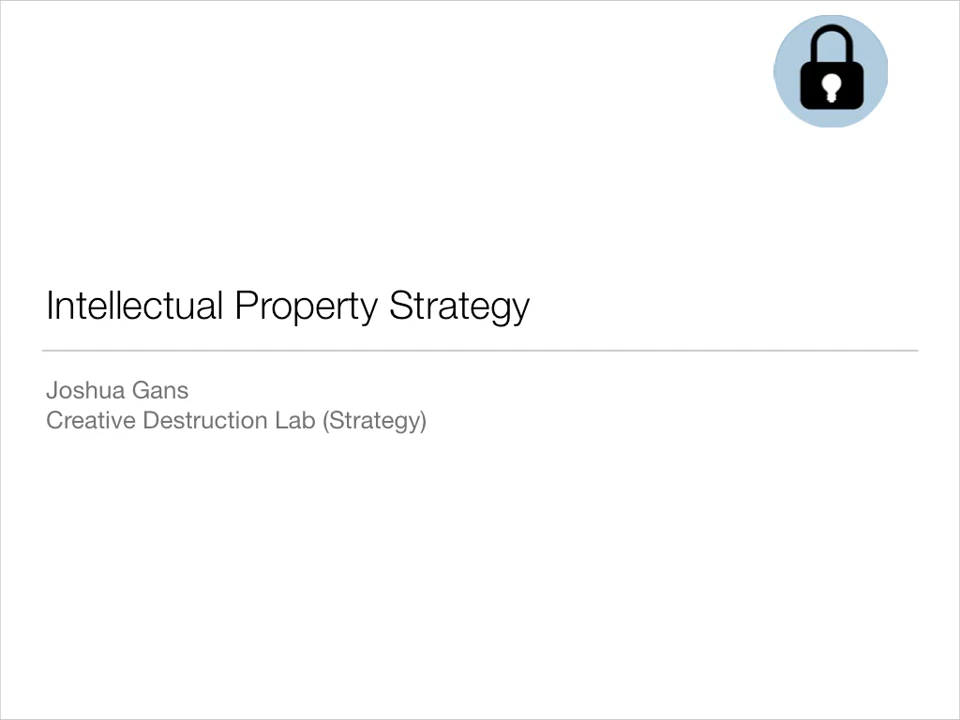 Intellectual Property Strategy
Joshua Gans
Creative Destruction Lab (Strategy)